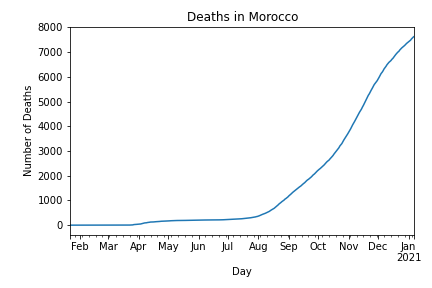 Deaths in Morocco
8000
7000
6000
5000
4000
3000
2000
1000
0
Number of Deaths
Feb Mar Apr May Jun Jul Aug Sep Oct Nov Dec Jan
2021
Day